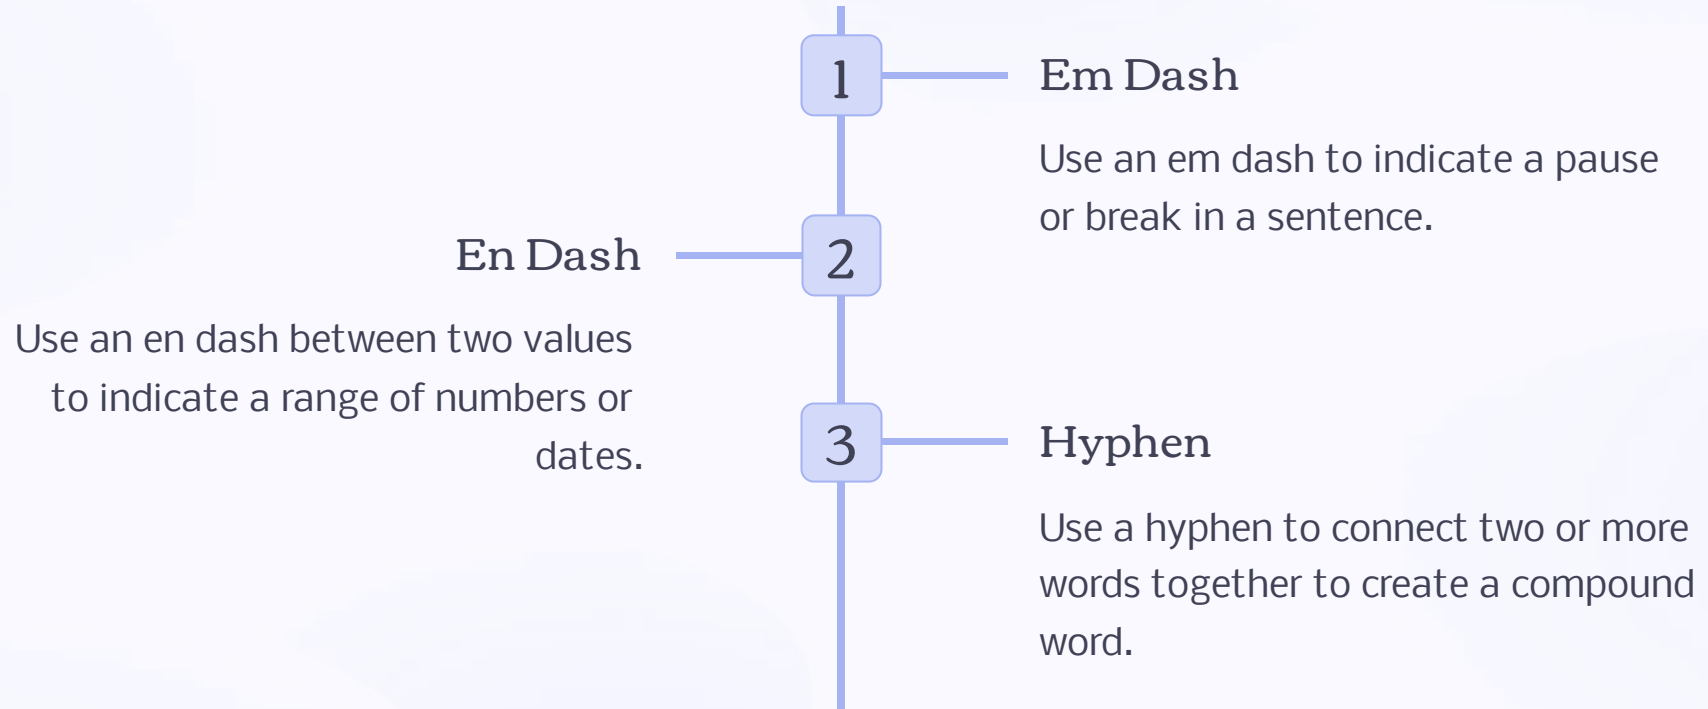 1
Em Dash
Use an em dash to indicate a pause
or break in a sentence.
2
En Dash
Use an en dash between two values
to indicate a range of numbers or
dates.
3
Hyphen
Use a hyphen to connect two or more
words together to create a compound
word.